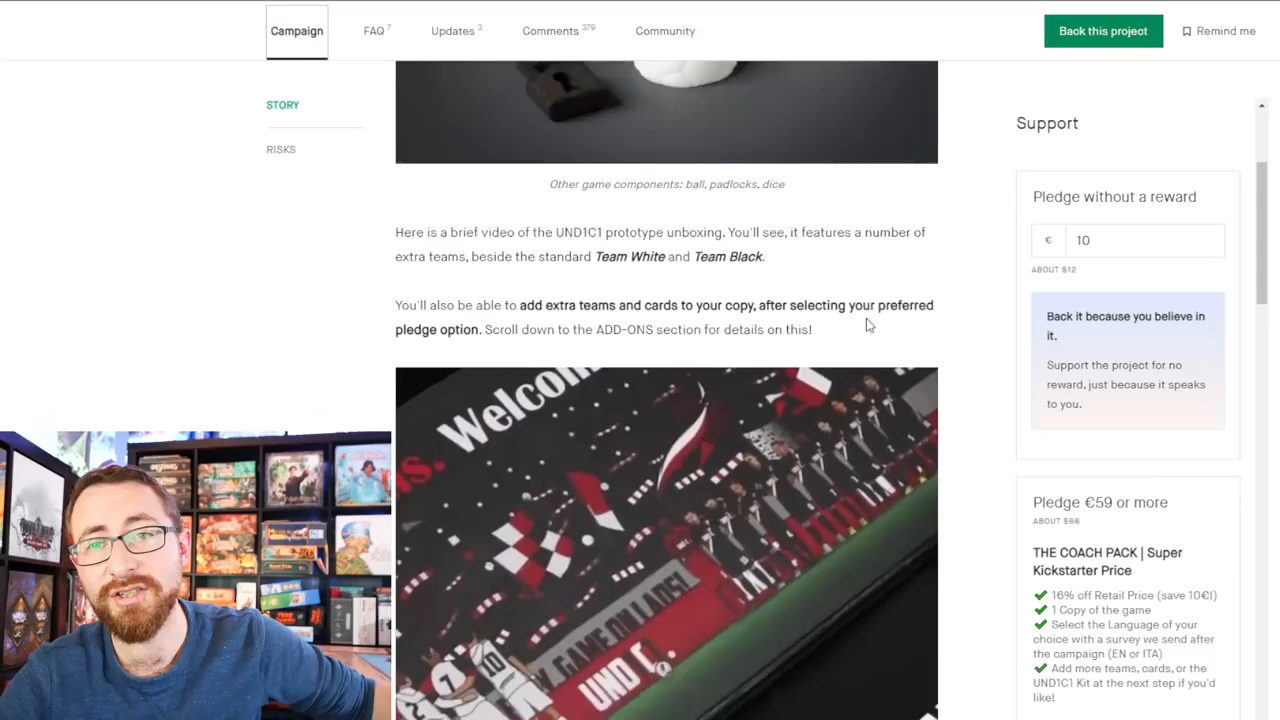 Campaign
FAQ 7
Updates 3
Comments 379
Community
Back this project
Remind me
STORY
RISKS
Other game components: ball, padlocks, dice
Here is a brief video of the UND1C1 prototype unboxing. You'll see, it features a number of
extra teams, beside the standard Team White and Team Black.
You'll also be able to add extra teams and cards to your copy, after selecting your preferred
pledge option. Scroll down to the ADD-ONS section for details on this!
Welcom
s.
GAME ON LADS!
UND C.
7
10
Support
Pledge without a reward
€ 10
ABOUT $12
Back it because you believe in
it.
Support the project for no
reward, just because it speaks
to you.
Pledge €59 or more
ABOUT $66
THE COACH PACK | Super
Kickstarter Price
✔ 16% off Retail Price (save 10€!)
✔ 1 Copy of the game
✔ Select the Language of your
choice with a survey we send after
the campaign (EN or ITA)
✔ Add more teams, cards, or the
UND1C1 Kit at the next step if you'd
like!